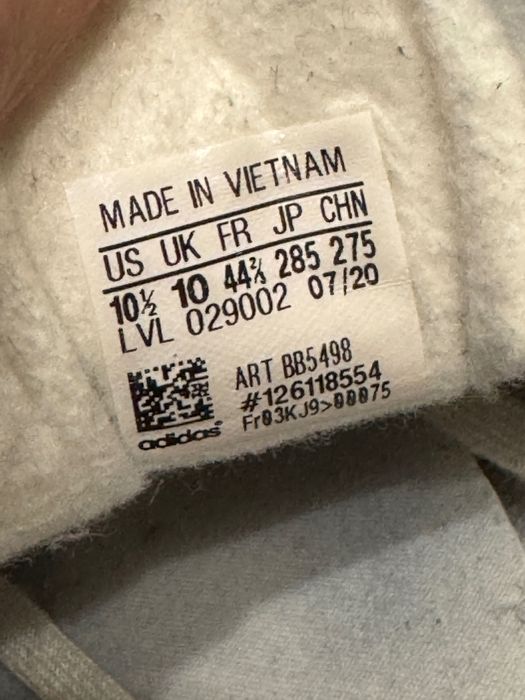 MADE IN VIETNAM
US UK FR JP CHN
10½ 10 44⅔ 285 275
LVL 029002 07/20
ART BB5498
#126118554
Fr03KJ9>00075
adidas